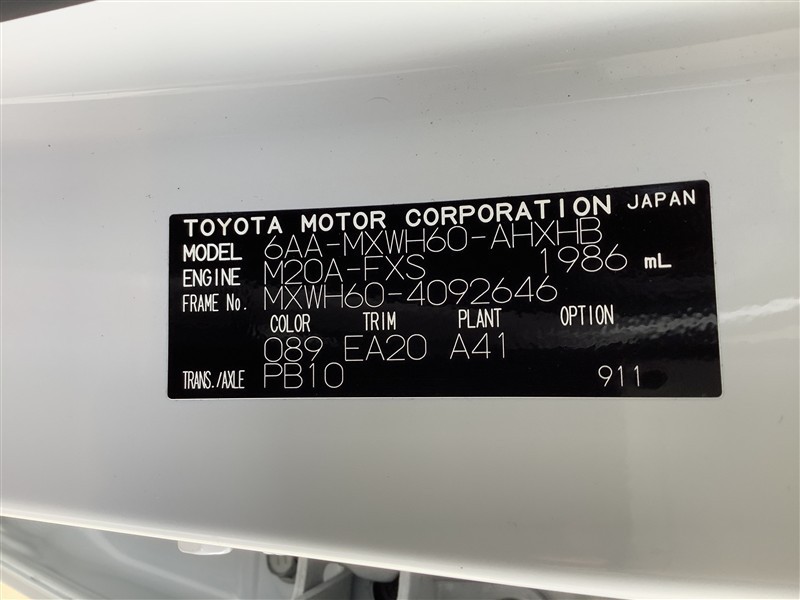 TOYOTA MOTOR CORPORATION JAPAN
MODEL 6AA-MXWH60-AHXHB
ENGINE M20A-FXS 1986 mL
FRAME No. MXWH60-4092646
COLOR TRIM PLANT OPTION
089 EA20 A41
TRANS./AXLE PB10 911